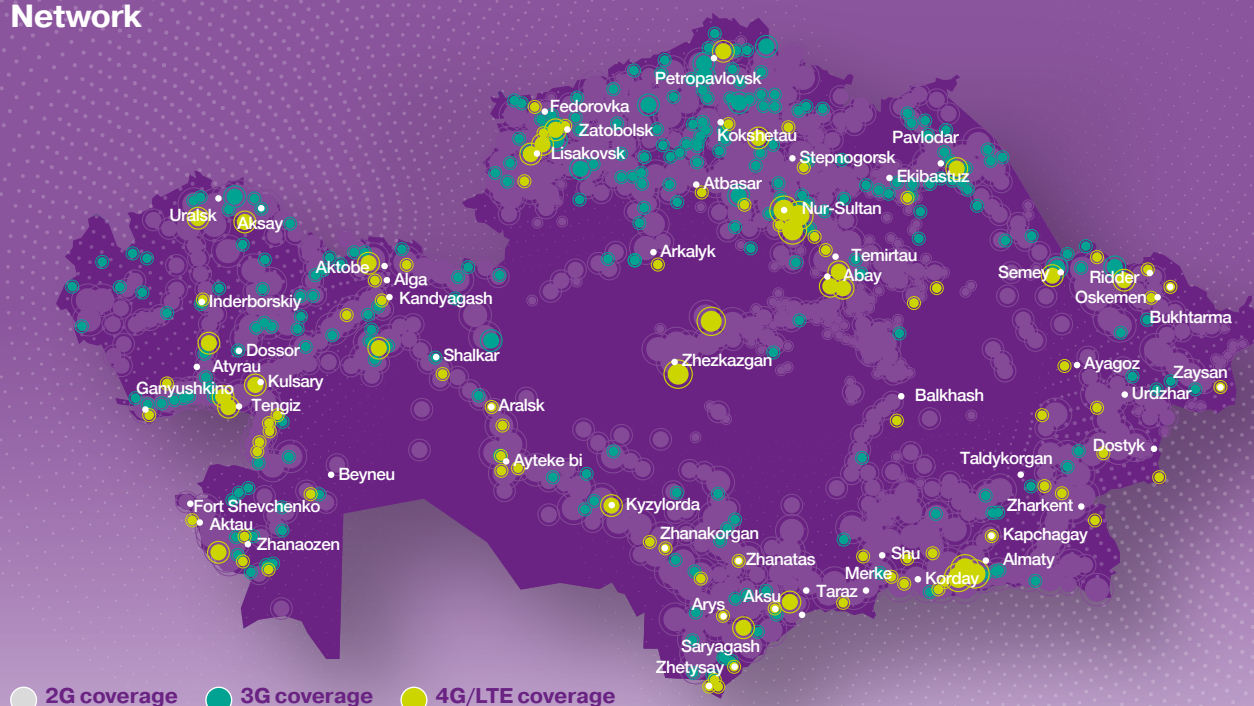 Network
Petropavlovsk
Fedorovka
Zatobolsk
Lisakovsk
Kokshetau
Pavlodar
Stepnogorsk
Ekibastuz
Atbasar
Nur-Sultan
Uralsk
Aksay
Arkalyk
Temirtau
Abay
Aktobe
Alga
Kandyagash
Semey
Ridder
Oskemen
Bukhtarma
Inderborskiy
Dossor
Shalkar
Zhezkazgan
Atyrau
Ayagoz
Zaysan
Ganyushkino
Kulsary
Urdzhar
Tengiz
Aralsk
Balkhash
Dostyk
Taldykorgan
Ayteke bi
Beyneu
Fort Shevchenko
Kyzylorda
Zharkent
Aktau
Zhanaozen
Zhanakorgan
Kapchagay
Zhanatas
Shu
Almaty
Merke
Korday
Taraz
Aksu
Arys
Saryagash
Zhetysay
2G coverage
3G coverage
4G/LTE coverage